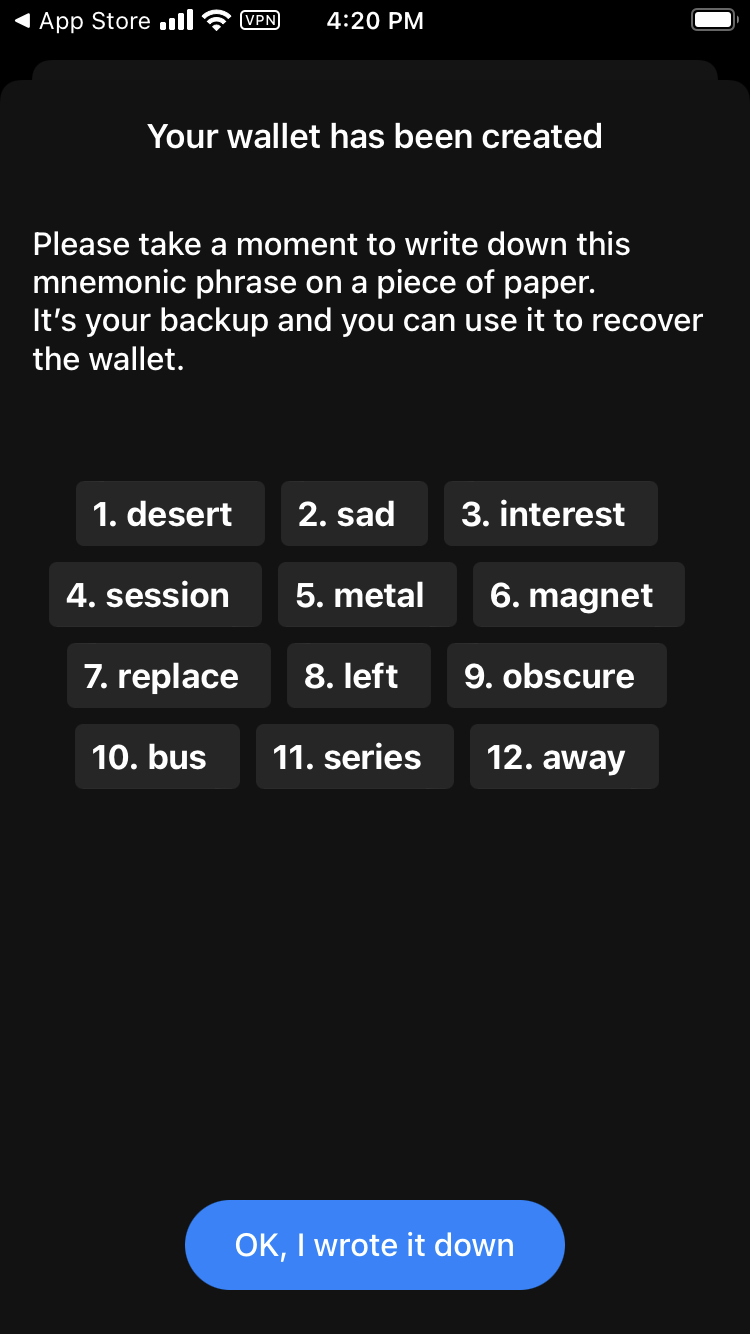 App Store VPN 4:20 PM
Your wallet has been created
Please take a moment to write down this
mnemonic phrase on a piece of paper.
It's your backup and you can use it to recover
the wallet.
1. desert 2. sad 3. interest
4. session 5. metal 6. magnet
7. replace 8. left 9. obscure
10. bus 11. series 12. away
OK, I wrote it down